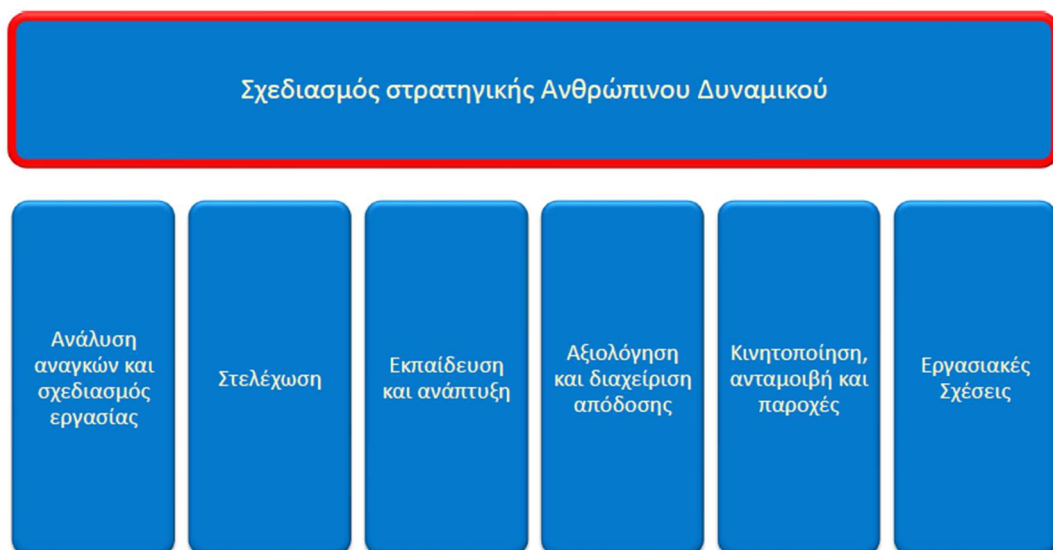 Σχεδιασμός στρατηγικής Ανθρώπινου Δυναμικού
Ανάλυση
αναγκών και
σχεδιασμός
εργασίας
Στελέχωση
Εκπαίδευση
και ανάπτυξη
Αξιολόγηση
και διαχείριση
απόδοσης
Κινητοποίηση,
ανταμοιβή και
παροχές
Εργασιακές
Σχέσεις